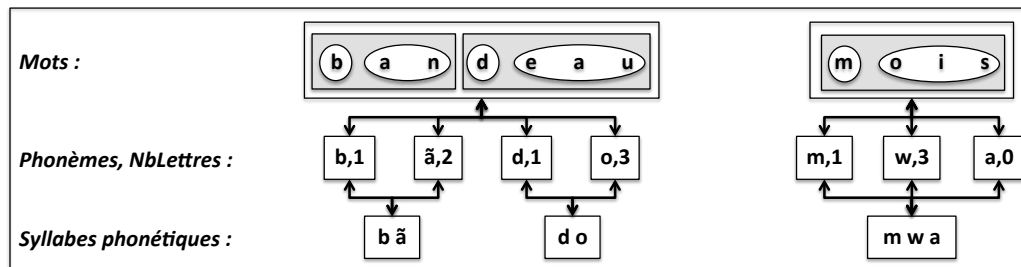 Mots : b a n d e a u m o i s
Phonèmes, NbLettres : b,1 ã,2 d,1 o,3 m,1 w,3 a,0
Syllabes phonétiques : b ã d o m w a